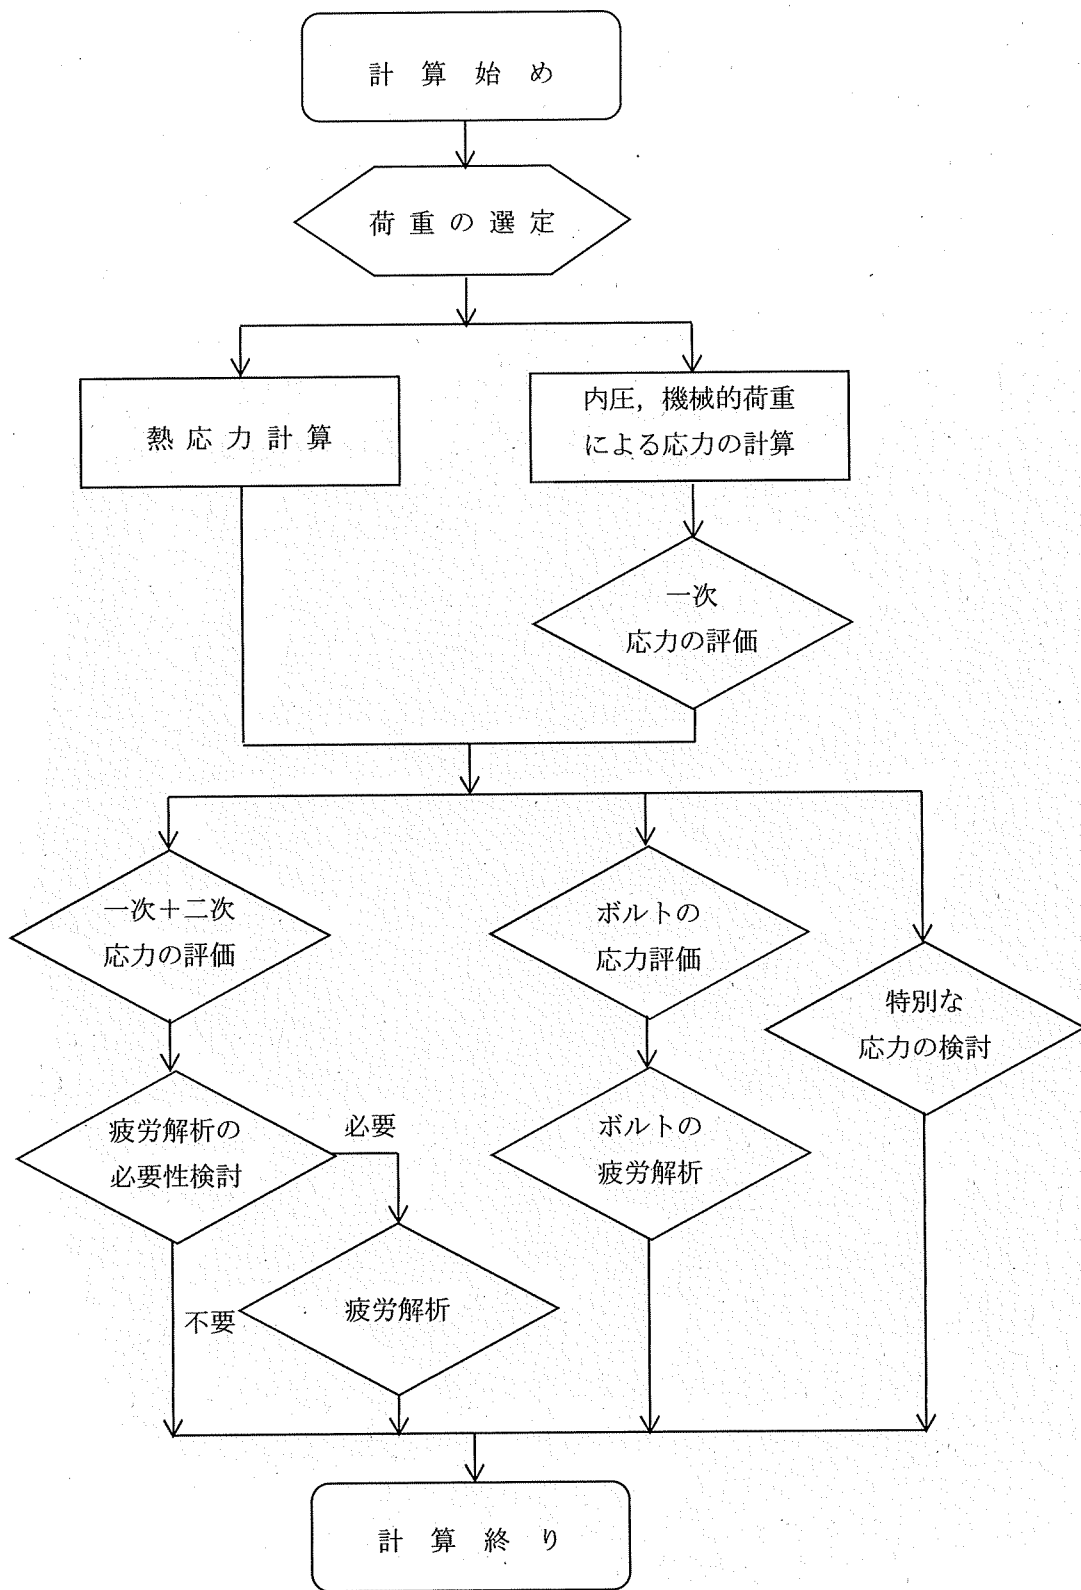 計算始め
荷重の選定
熱応力計算
内圧，機械的荷重
による応力の計算
一次
応力の評価
一次＋二次
応力の評価
ボルトの
応力評価
特別な
応力の検討
疲労解析の
必要性検討
必要
ボルトの
疲労解析
不要
疲労解析
計算終り